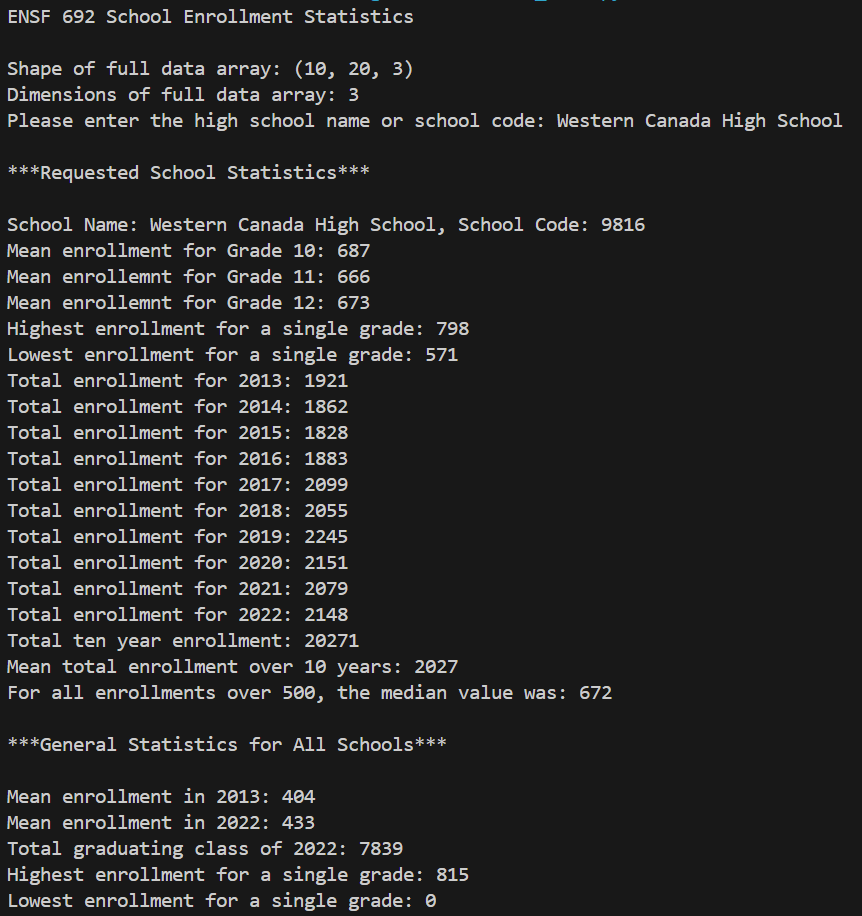 ENSF 692 School Enrollment Statistics
Shape of full data array: (10, 20, 3)
Dimensions of full data array: 3
Please enter the high school name or school code: Western Canada High School
***Requested School Statistics***
School Name: Western Canada High School, School Code: 9816
Mean enrollment for Grade 10: 687
Mean enrollemnt for Grade 11: 666
Mean enrollemnt for Grade 12: 673
Highest enrollment for a single grade: 798
Lowest enrollment for a single grade: 571
Total enrollment for 2013: 1921
Total enrollment for 2014: 1862
Total enrollment for 2015: 1828
Total enrollment for 2016: 1883
Total enrollment for 2017: 2099
Total enrollment for 2018: 2055
Total enrollment for 2019: 2245
Total enrollment for 2020: 2151
Total enrollment for 2021: 2079
Total enrollment for 2022: 2148
Total ten year enrollment: 20271
Mean total enrollment over 10 years: 2027
For all enrollments over 500, the median value was: 672
***General Statistics for All Schools***
Mean enrollment in 2013: 404
Mean enrollment in 2022: 433
Total graduating class of 2022: 7839
Highest enrollment for a single grade: 815
Lowest enrollment for a single grade: 0